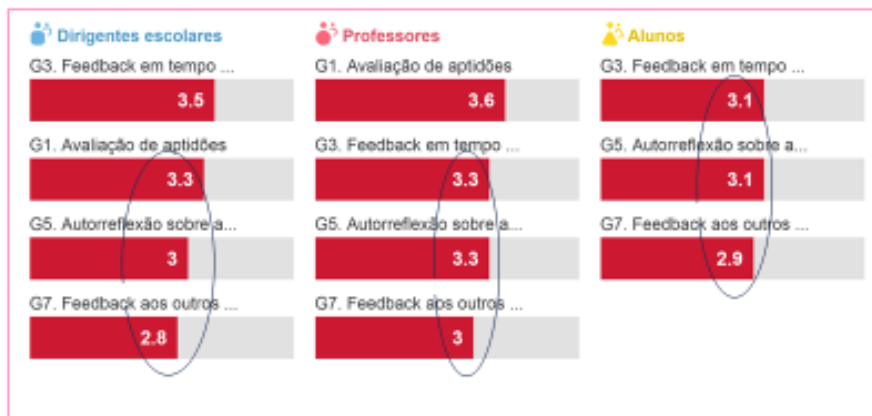 Dirigentes escolares
G3. Feedback em tempo ...
3.5
G1. Avaliação de aptidões
3.3
G5. Autorreflexão sobre a...
3
G7. Feedback aos outros ...
2.8
Professores
G1. Avaliação de aptidões
3.6
G3. Feedback em tempo ...
3.3
G5. Autorreflexão sobre a...
3.3
G7. Feedback aos outros ...
3
Alunos
G3. Feedback em tempo ...
3.1
G5. Autorreflexão sobre a...
3.1
G7. Feedback aos outros ...
2.9